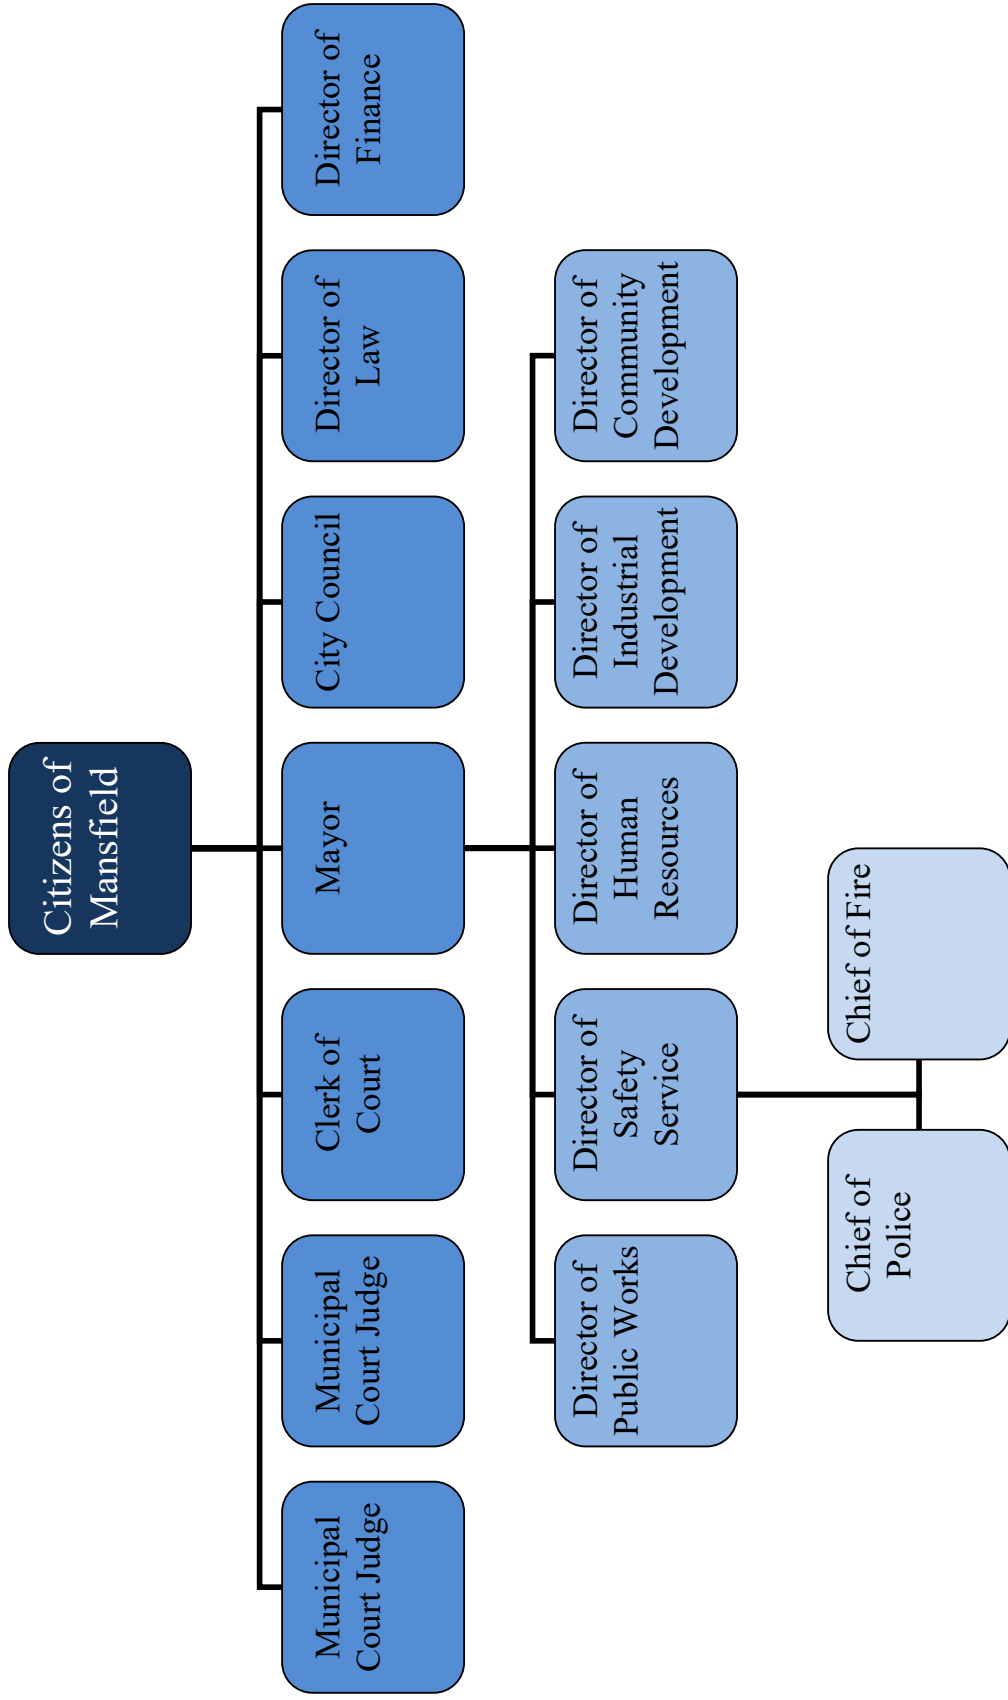 Citizens of
Mansfield
Municipal
Court Judge
Municipal
Court Judge
Clerk of
Court
Mayor
City Council
Director of
Law
Director of
Finance
Director of
Public Works
Director of
Safety
Service
Director of
Human
Resources
Director of
Industrial
Development
Director of
Community
Development
Chief of
Police
Chief of Fire